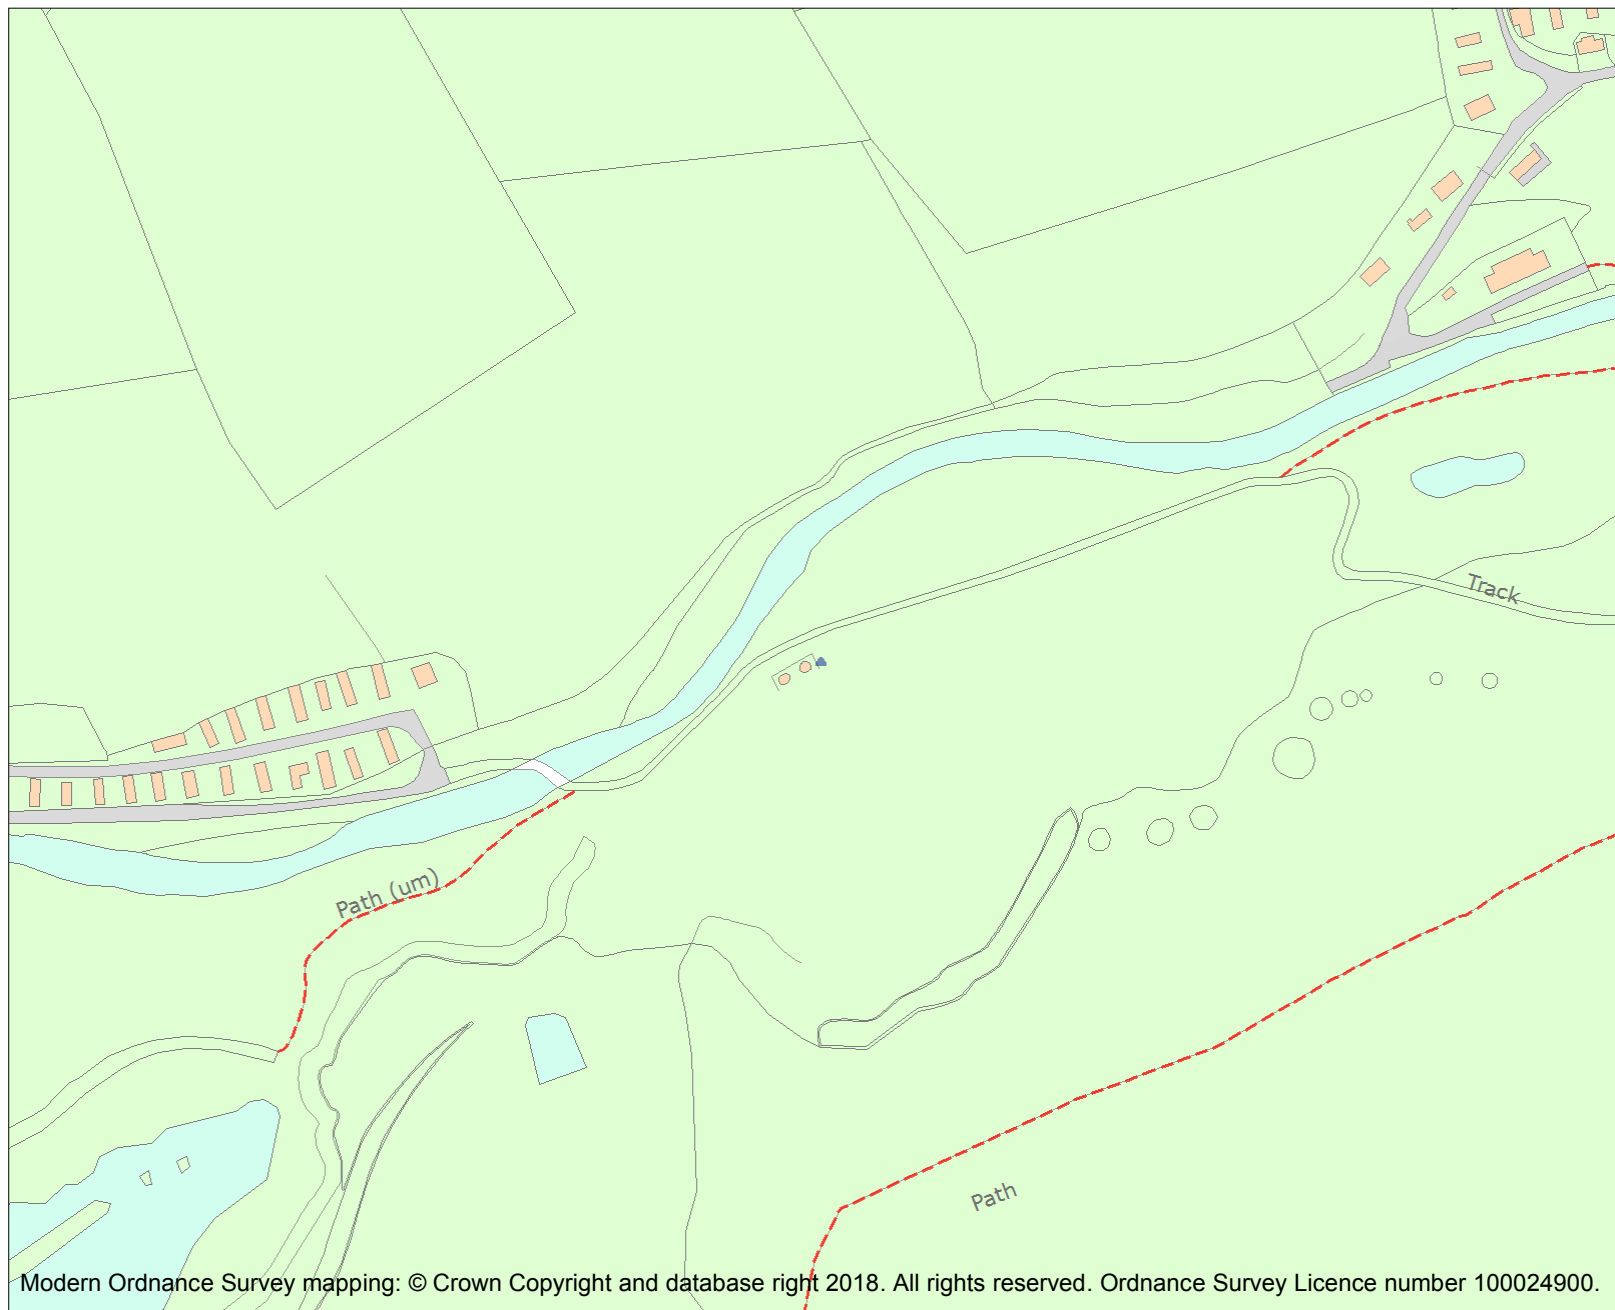 Track
Path (um)
Path
Modern Ordnance Survey mapping: © Crown Copyright and database right 2018. All rights reserved. Ordnance Survey Licence number 100024900.